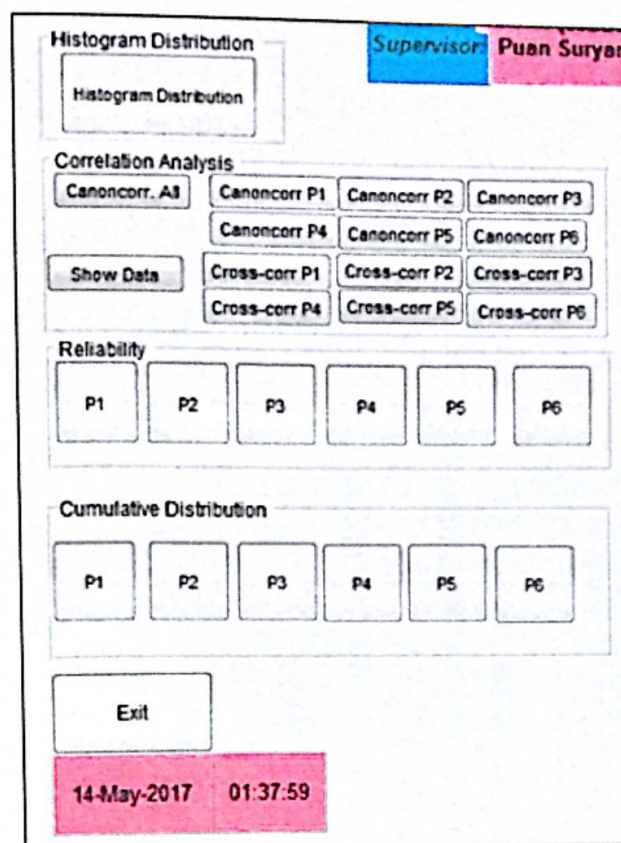 Histogram Distribution
Supervisor: Puan Suryan
Histogram Distribution
Correlation Analysis
Canoncorr. All Canoncorr P1 Canoncorr P2 Canoncorr P3
Canoncorr P4 Canoncorr P5 Canoncorr P6
Show Data Cross-corr P1 Cross-corr P2 Cross-corr P3
Cross-corr P4 Cross-corr P5 Cross-corr P6
Reliability
P1 P2 P3 P4 P5 P6
Cumulative Distribution
P1 P2 P3 P4 P5 P6
Exit
14-May-2017 01:37:59